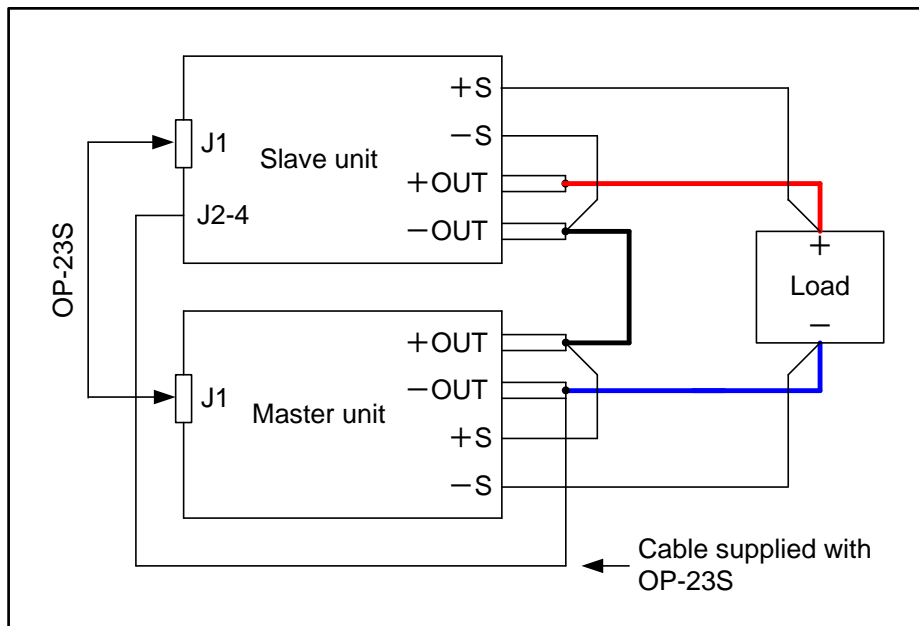 +S
-S
J1
Slave unit
+OUT
J2-4
-OUT
OP-23S
+
Load
-
+OUT
-OUT
J1
Master unit
+S
-S
Cable supplied with
OP-23S